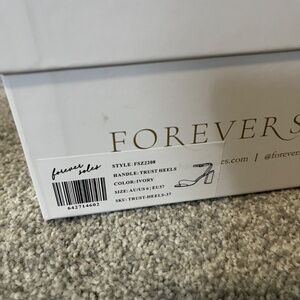 FOREVER S
forever soles
STYLE: FSZ2208
HANDLE: TRUST HEELS
COLOR: IVORY
SIZE: AU/US 6 | EU37
SKU: TRUST-HEELS-37
642714602
es.com | @forever